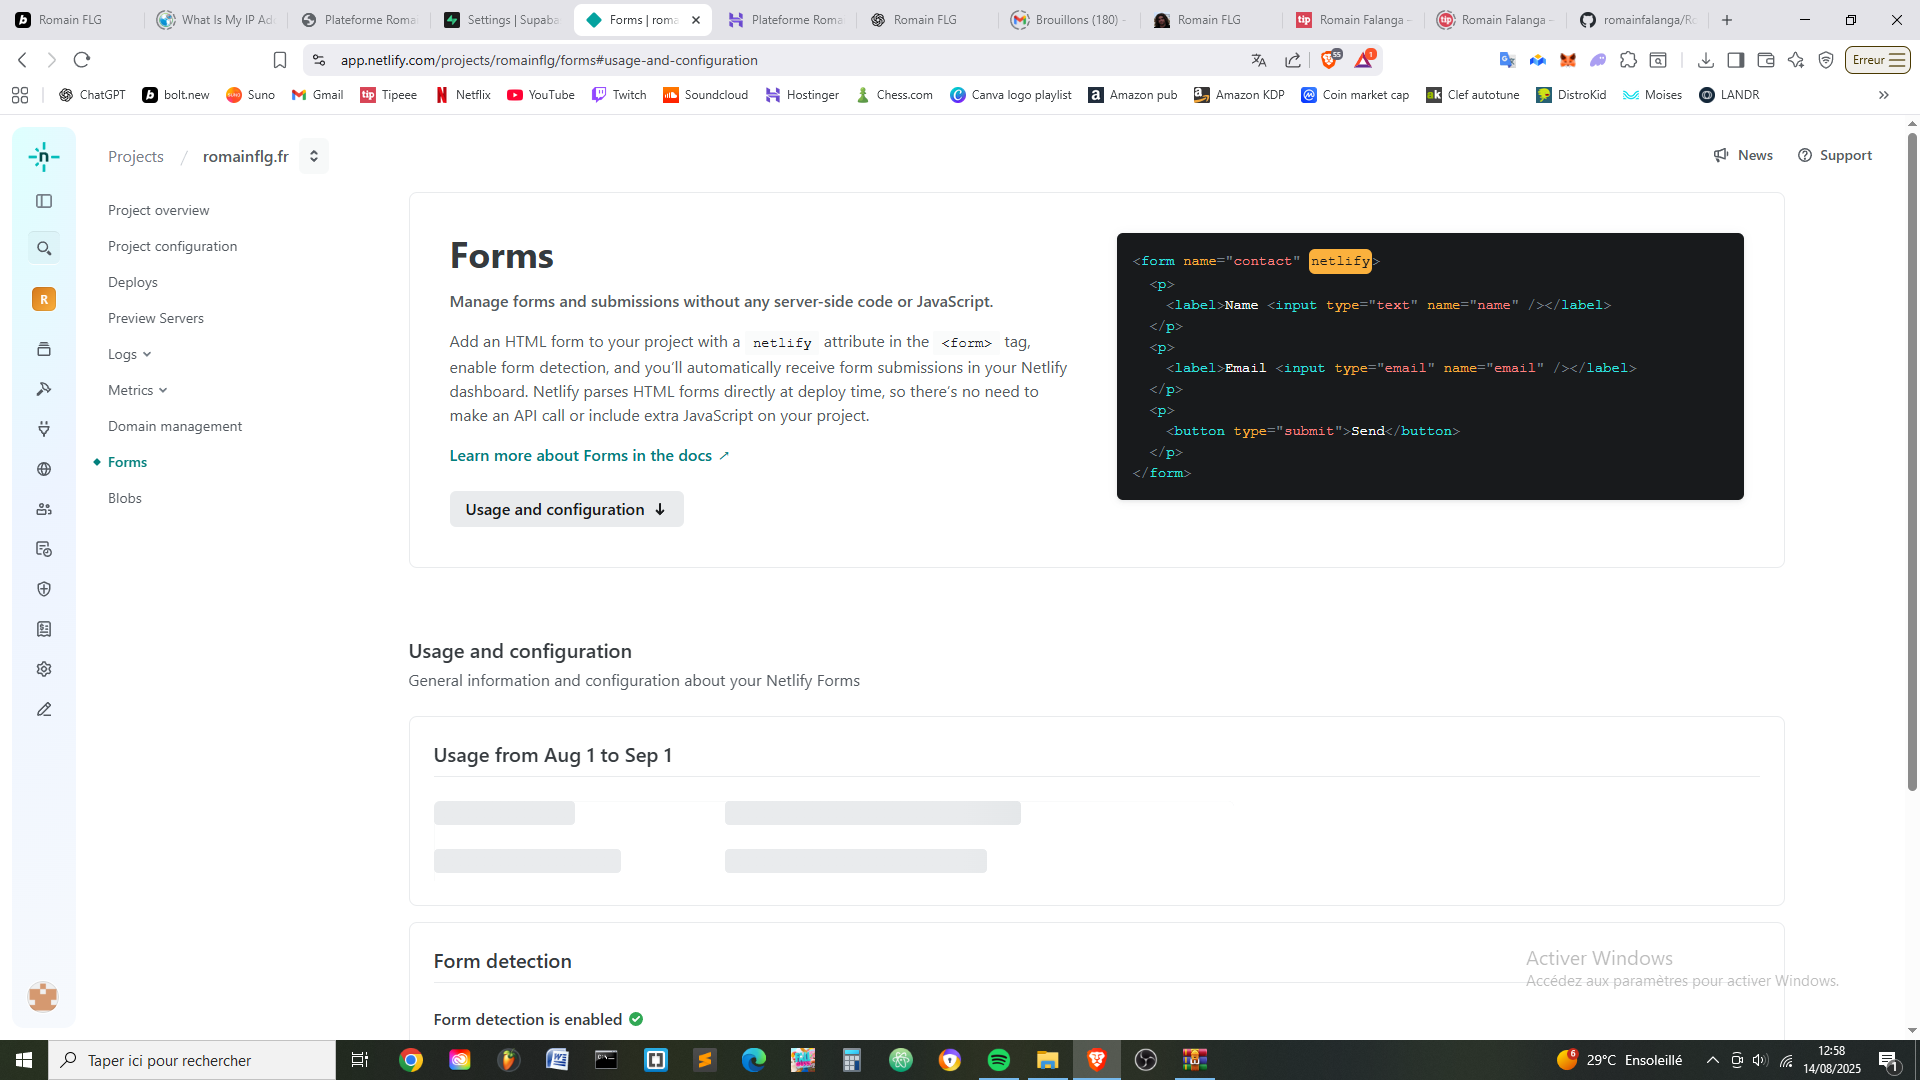 Romain FLG
What Is My IP Ad
Plateforme Roma
Settings | Supaba
Forms | roma
Plateforme Roma
Romain FLG
Brouillons (180) -
Romain FLG
Romain Falanga -
Romain Falanga -
romainfalanga/Ro
app.netlify.com/projects/romainflg/forms#usage-and-configuration
55
1
Erreur
ChatGPT
bolt.new
Suno
Gmail
tip Tipeee
Netflix
YouTube
Twitch
Soundcloud
Hostinger
Chess.com
Canva logo playlist
Amazon pub
Amazon KDP
Coin market cap
Clef autotune
DistroKid
Moises
LANDR
Projects / romainflg.fr
News
Support
R
Project overview
Project configuration
Deploys
Preview Servers
Logs
Metrics
Domain management
Forms
Blobs
Forms
Manage forms and submissions without any server-side code or JavaScript.
Add an HTML form to your project with a netlify attribute in the <form> tag,
enable form detection, and you’ll automatically receive form submissions in your Netlify
dashboard. Netlify parses HTML forms directly at deploy time, so there’s no need to
make an API call or include extra JavaScript on your project.
Learn more about Forms in the docs
Usage and configuration
<form name="contact" netlify>
<p>
<label>Name <input type="text" name="name" /></label>
</p>
<p>
<label>Email <input type="email" name="email" /></label>
</p>
<p>
<button type="submit">Send</button>
</p>
</form>
Usage and configuration
General information and configuration about your Netlify Forms
Usage from Aug 1 to Sep 1
Form detection
Form detection is enabled
Activer Windows
Accédez aux paramètres pour activer Windows.
Taper ici pour rechercher
6
29°C Ensoleillé
12:58
14/08/2025
1